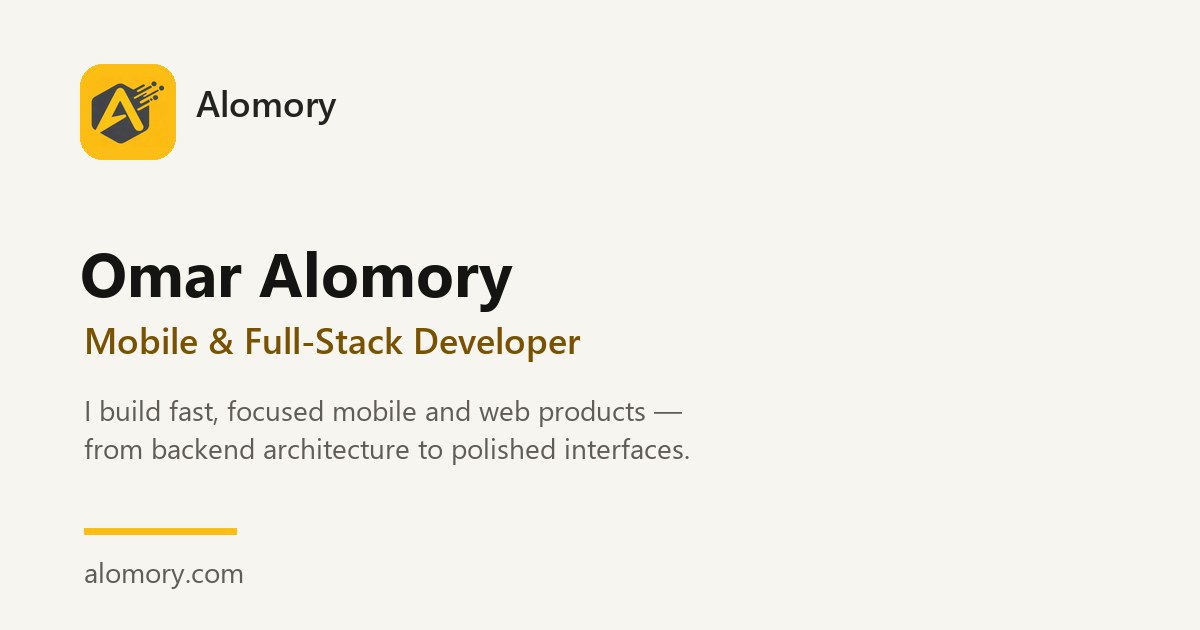 Alomory
Omar Alomory
Mobile & Full-Stack Developer
I build fast, focused mobile and web products —
from backend architecture to polished interfaces.
alomory.com